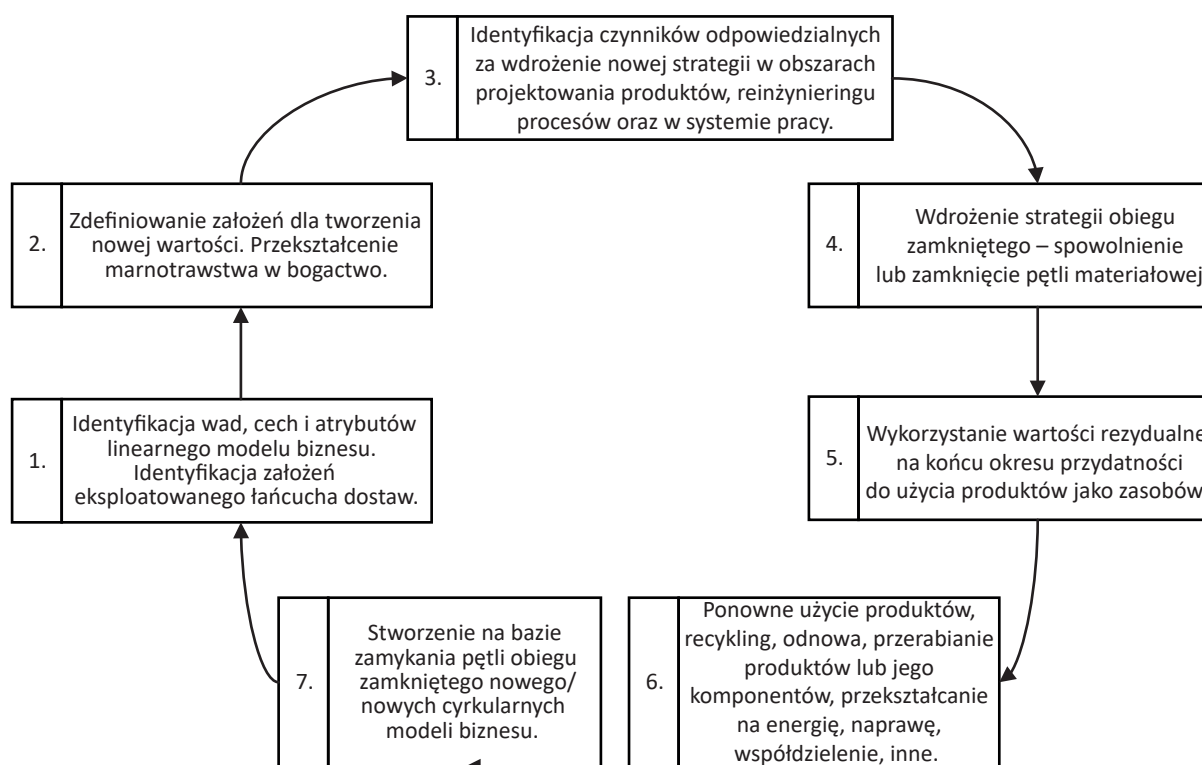 3.
Identyfikacja czynników odpowiedzialnych
za wdrożenie nowej strategii w obszarach
projektowania produktów, reinżynieringu
procesów oraz w systemie pracy.
2.
Zdefiniowanie założeń dla tworzenia
nowej wartości. Przekształcenie
marnotrawstwa w bogactwo.
4.
Wdrożenie strategii obiegu
zamkniętego – spowolnienie
lub zamknięcie pętli materiałowej
1.
Identyfikacja wad, cech i atrybutów
linearnego modelu biznesu.
Identyfikacja założeń
eksploatowanego łańcucha dostaw.
5.
Wykorzystanie wartości rezydualne
na końcu okresu przydatności
do użycia produktów jako zasobów
7.
Stworzenie na bazie
zamykania pętli obiegu
zamkniętego nowego/
nowych cyrkularnych
modeli biznesu.
6.
Ponowne użycie produktów,
recykling, odnowa, przerabianie
produktów lub jego
komponentów, przekształcanie
na energię, naprawę,
współdzielenie, inne.